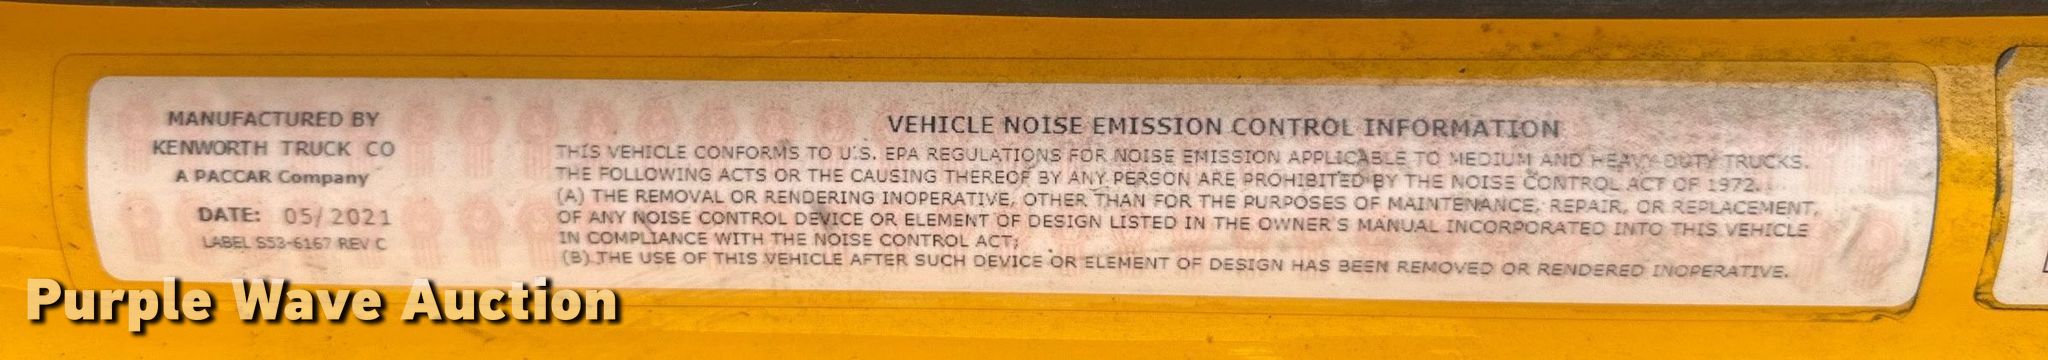 MANUFACTURED BY
KENWORTH TRUCK CO
A PACCAR Company
DATE: 05/2021
LABEL S53-6167 REV C
VEHICLE NOISE EMISSION CONTROL INFORMATION
THIS VEHICLE CONFORMS TO U.S. EPA REGULATIONS FOR NOISE EMISSION APPLICABLE TO MEDIUM AND HEAVY DUTY TRUCKS.
THE FOLLOWING ACTS OR THE CAUSING THEREOF BY ANY PERSON ARE PROHIBITED BY THE NOISE CONTROL ACT OF 1972.
(A) THE REMOVAL OR RENDERING INOPERATIVE, OTHER THAN FOR THE PURPOSES OF MAINTENANCE, REPAIR, OR REPLACEMENT,
OF ANY NOISE CONTROL DEVICE OR ELEMENT OF DESIGN LISTED IN THE OWNER'S MANUAL INCORPORATED INTO THIS VEHICLE
IN COMPLIANCE WITH THE NOISE CONTROL ACT;
(B) THE USE OF THIS VEHICLE AFTER SUCH DEVICE OR ELEMENT OF DESIGN HAS BEEN REMOVED OR RENDERED INOPERATIVE.
Purple Wave Auction